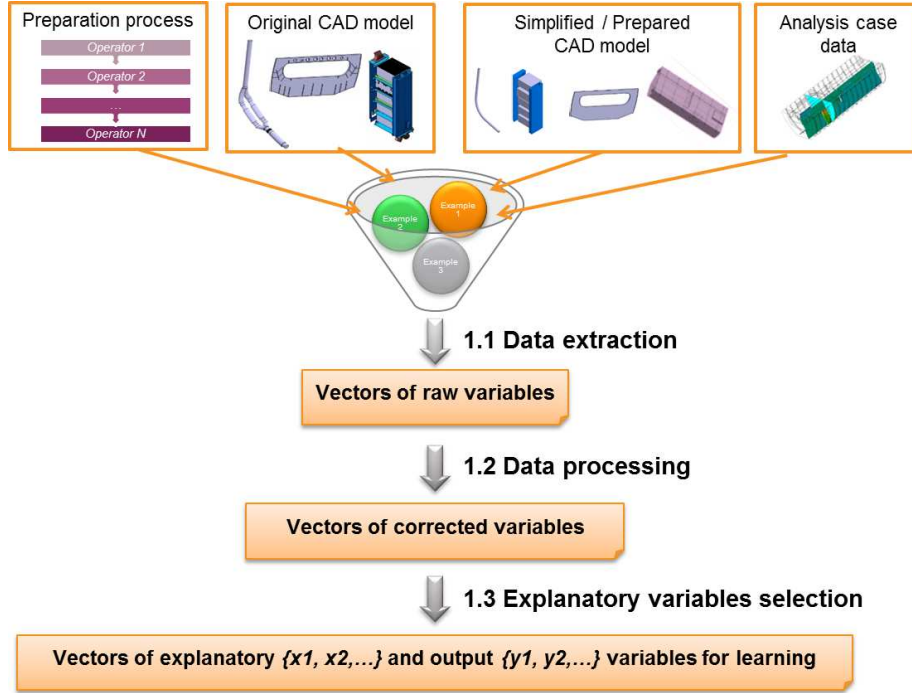 Preparation process
Operator 1
Operator 2
...
Operator N
Original CAD model
Simplified / Prepared
CAD model
Analysis case
data
Example
1
Example
2
Example
3
1.1 Data extraction
Vectors of raw variables
1.2 Data processing
Vectors of corrected variables
1.3 Explanatory variables selection
Vectors of explanatory {x1, x2,...} and output {y1, y2,...} variables for learning